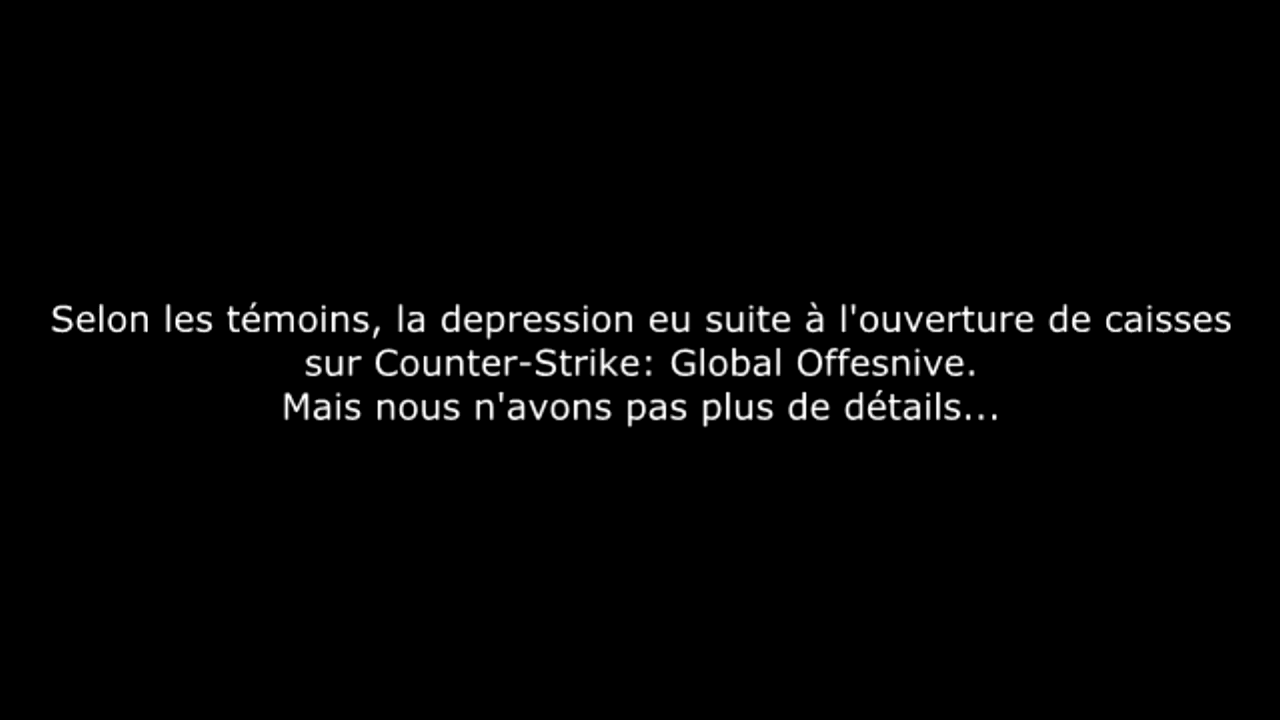 Selon les témoins, la depression eu suite à l'ouverture de caisses
sur Counter-Strike: Global Offesnive.
Mais nous n'avons pas plus de détails...